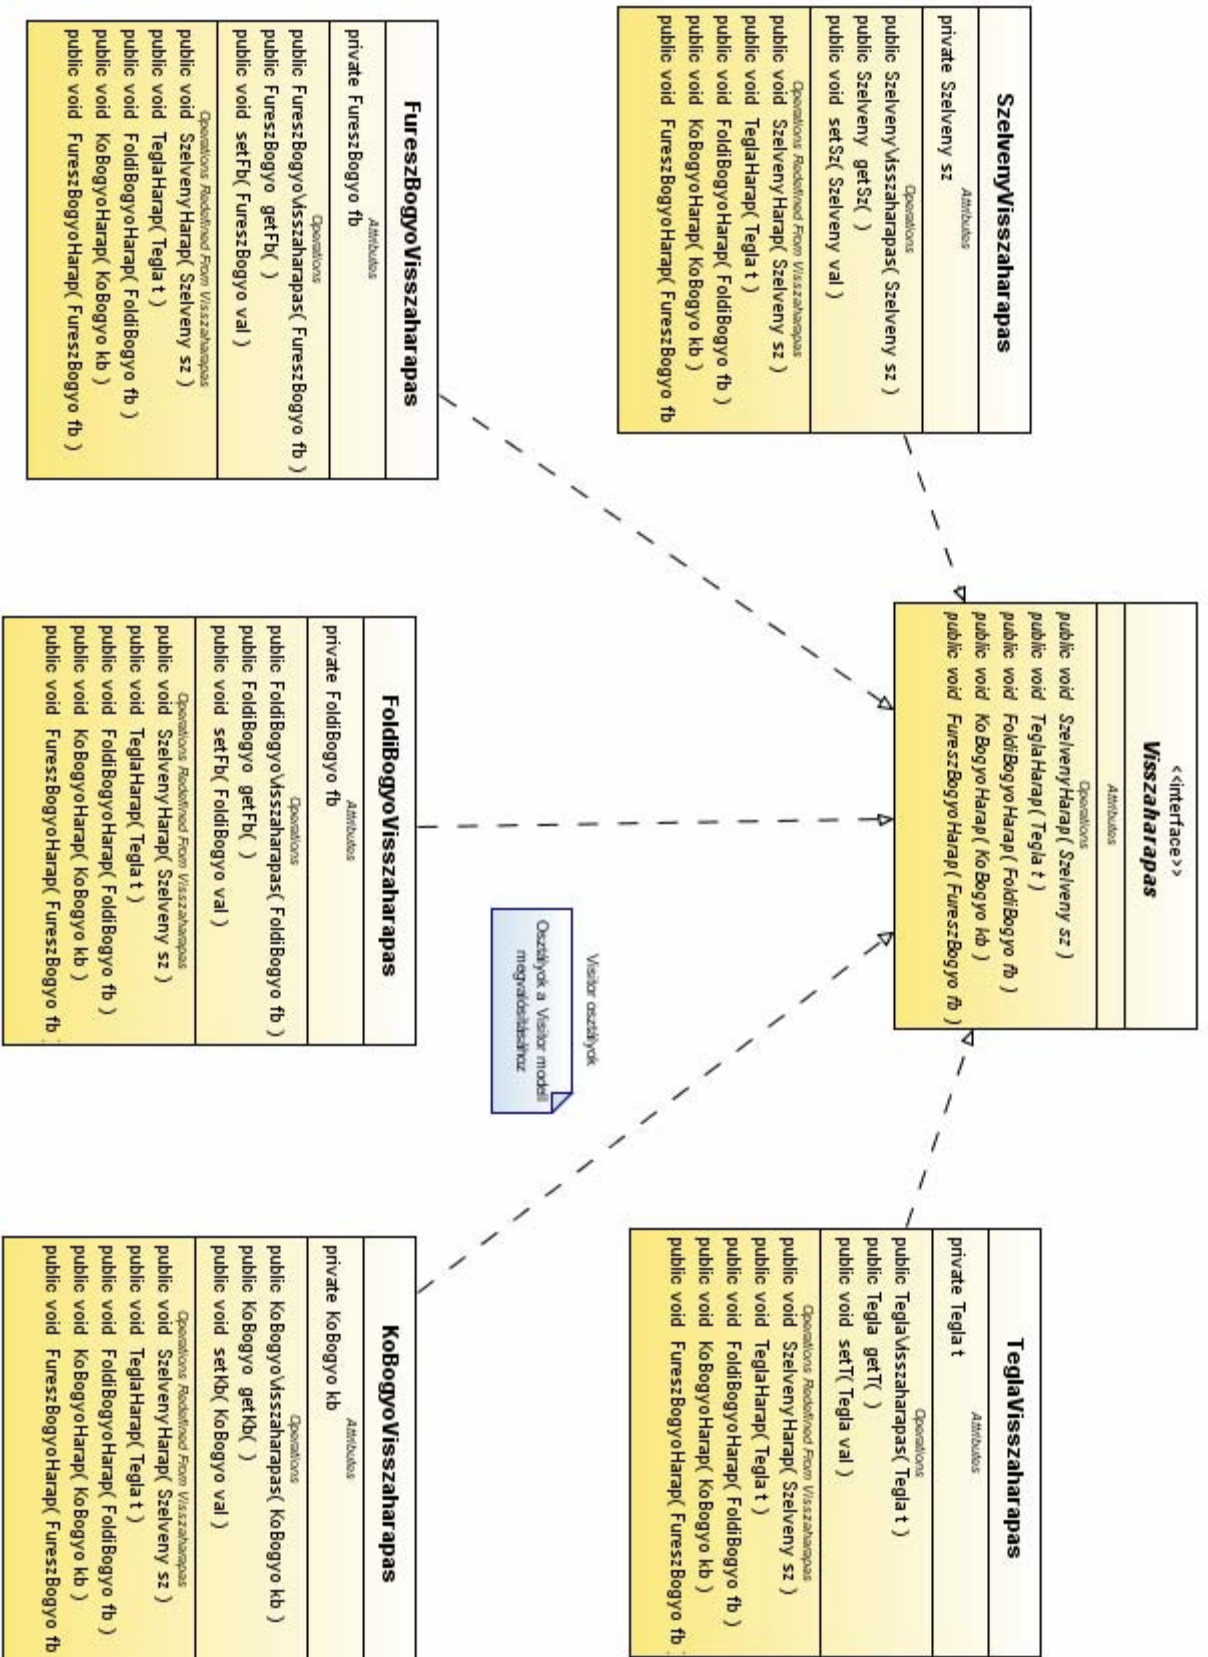 <<interface>>
Visszaharapas
Attributes
Operations
public void SzelvenyHarap( Szelveny sz )
public void TeglaHarap( Tegla t )
public void FoldiBogyoHarap( FoldiBogyo fb )
public void KoBogyoHarap( KoBogyo kb )
public void FureszBogyoHarap( FureszBogyo fb )
SzelvenyVisszaharapas
Attributes
private Szelveny sz
Operations
public SzelvenyVisszaharapas( Szelveny sz )
public Szelveny getSz( )
public void setSz( Szelveny val )
Operations Redefined From Visszaharapas
public void SzelvenyHarap( Szelveny sz )
public void TeglaHarap( Tegla t )
public void FoldiBogyoHarap( FoldiBogyo fb )
public void KoBogyoHarap( KoBogyo kb )
public void FureszBogyoHarap( FureszBogyo fb
TeglaVisszaharapas
Attributes
private Tegla t
Operations
public TeglaVisszaharapas( Tegla t )
public Tegla getT( )
public void setT( Tegla val )
Operations Redefined From Visszaharapas
public void SzelvenyHarap( Szelveny sz )
public void TeglaHarap( Tegla t )
public void FoldiBogyoHarap( FoldiBogyo fb )
public void KoBogyoHarap( KoBogyo kb )
public void FureszBogyoHarap( FureszBogyo fb
Visitor osztályok
Osztályok a Visitor modell
megvalósításához
FureszBogyoVisszaharapas
Attributes
private FureszBogyo fb
Operations
public FureszBogyoVisszaharapas( FureszBogyo fb )
public FureszBogyo getFb( )
public void setFb( FureszBogyo val )
Operations Redefined From Visszaharapas
public void SzelvenyHarap( Szelveny sz )
public void TeglaHarap( Tegla t )
public void FoldiBogyoHarap( FoldiBogyo fb )
public void KoBogyoHarap( KoBogyo kb )
public void FureszBogyoHarap( FureszBogyo fb )
FoldiBogyoVisszaharapas
Attributes
private FoldiBogyo fb
Operations
public FoldiBogyoVisszaharapas( FoldiBogyo fb )
public FoldiBogyo getFb( )
public void setFb( FoldiBogyo val )
Operations Redefined From Visszaharapas
public void SzelvenyHarap( Szelveny sz )
public void TeglaHarap( Tegla t )
public void FoldiBogyoHarap( FoldiBogyo fb )
public void KoBogyoHarap( KoBogyo kb )
public void FureszBogyoHarap( FureszBogyo fb
KoBogyoVisszaharapas
Attributes
private KoBogyo kb
Operations
public KoBogyoVisszaharapas( KoBogyo kb )
public KoBogyo getKb( )
public void setKb( KoBogyo val )
Operations Redefined From Visszaharapas
public void SzelvenyHarap( Szelveny sz )
public void TeglaHarap( Tegla t )
public void FoldiBogyoHarap( FoldiBogyo fb )
public void KoBogyoHarap( KoBogyo kb )
public void FureszBogyoHarap( FureszBogyo fb